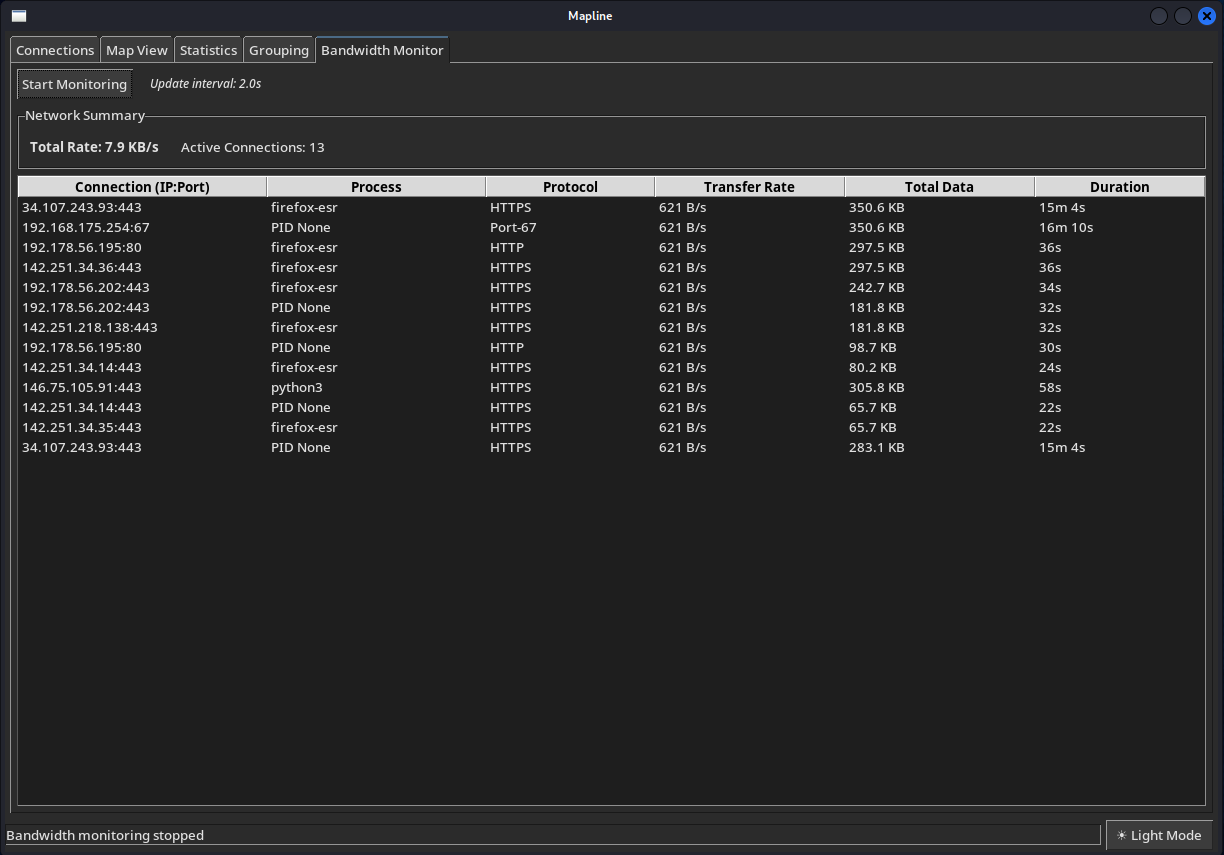 Mapline
Connections Map View Statistics Grouping Bandwidth Monitor
Start Monitoring Update interval: 2.0s
Network Summary
Total Rate: 7.9 KB/s Active Connections: 13
Connection (IP:Port) Process Protocol Transfer Rate Total Data Duration
34.107.243.93:443 firefox-esr HTTPS 621 B/s 350.6 KB 15m 4s
192.168.175.254:67 PID None Port-67 621 B/s 350.6 KB 16m 10s
192.178.56.195:80 firefox-esr HTTP 621 B/s 297.5 KB 36s
142.251.34.36:443 firefox-esr HTTPS 621 B/s 297.5 KB 36s
192.178.56.202:443 firefox-esr HTTPS 621 B/s 242.7 KB 34s
192.178.56.202:443 PID None HTTPS 621 B/s 181.8 KB 32s
142.251.218.138:443 firefox-esr HTTPS 621 B/s 181.8 KB 32s
192.178.56.195:80 PID None HTTP 621 B/s 98.7 KB 30s
142.251.34.14:443 firefox-esr HTTPS 621 B/s 80.2 KB 24s
146.75.105.91:443 python3 HTTPS 621 B/s 305.8 KB 58s
142.251.34.14:443 PID None HTTPS 621 B/s 65.7 KB 22s
142.251.34.35:443 firefox-esr HTTPS 621 B/s 65.7 KB 22s
34.107.243.93:443 PID None HTTPS 621 B/s 283.1 KB 15m 4s
Bandwidth monitoring stopped ☀ Light Mode